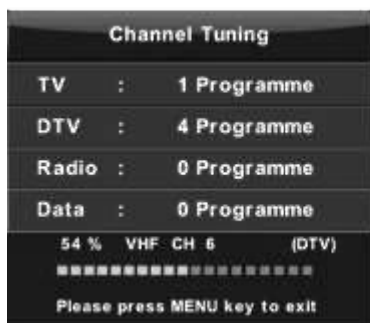 Channel Tuning
TV : 1 Programme
DTV : 4 Programme
Radio : 0 Programme
Data : 0 Programme
54 % VHF CH 6 (DTV)
Please press MENU key to exit